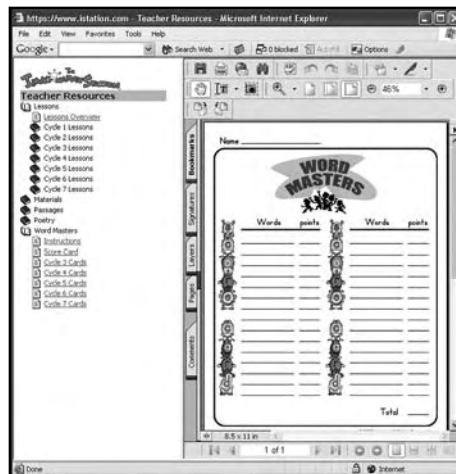 https://www.istation.com - Teacher Resources - Microsoft Internet Explorer
File Edit View Favorites Tools Help
Google - Search Web 0 blocked Options
The
Teacher Resources
Lessons
Lessons Overview
Cycle 1 Lessons
Cycle 2 Lessons
Cycle 3 Lessons
Cycle 4 Lessons
Cycle 5 Lessons
Cycle 6 Lessons
Cycle 7 Lessons
Materials
Passages
Poetry
Word Masters
Instructions
Score Card
Cycle 3 Cards
Cycle 4 Cards
Cycle 5 Cards
Cycle 6 Cards
Cycle 7 Cards
46%
Bookmarks
Signatures
Layers
Pages
Comments
Name
WORD
MASTERS
Words points Words points
Total
8.5 x 11 in
1 of 1
Done Internet